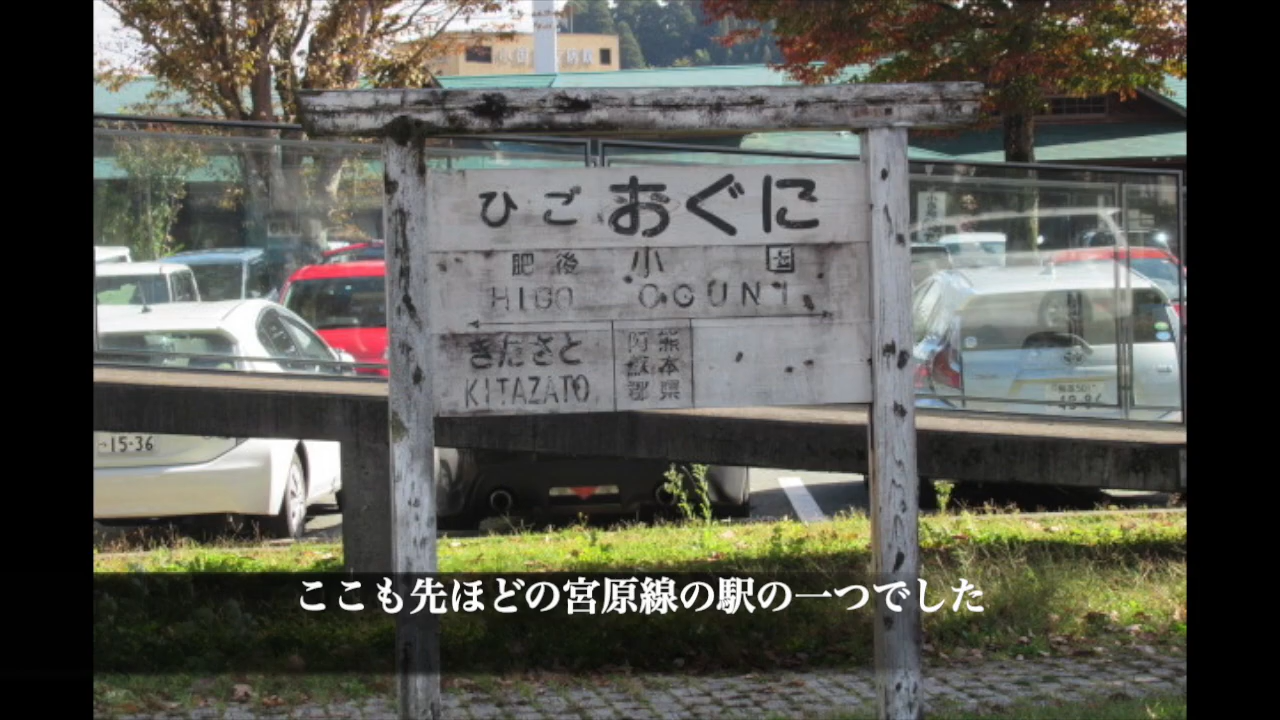 ひご おぐに
肥後 小国
HIGO OGUNI
きたさと
KITAZATO
熊本県
阿蘇郡
15-36
ここも先ほどの宮原線の駅の一つでした